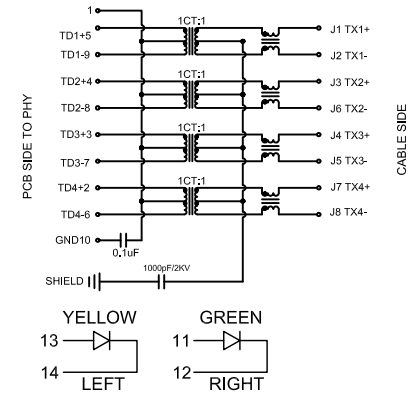 1
1CT:1
TD1+5
J1 TX1+
TD1-9
J2 TX1-
1CT:1
TD2+4
J3 TX2+
TD2-8
J6 TX2-
1CT:1
TD3+3
J4 TX3+
TD3-7
J5 TX3-
1CT:1
TD4+2
J7 TX4+
TD4-6
J8 TX4-
PCB SIDE TO PHY
CABLE SIDE
GND10
0.1uF
1000pF/2KV
SHIELD
YELLOW
GREEN
13
11
14
12
LEFT
RIGHT